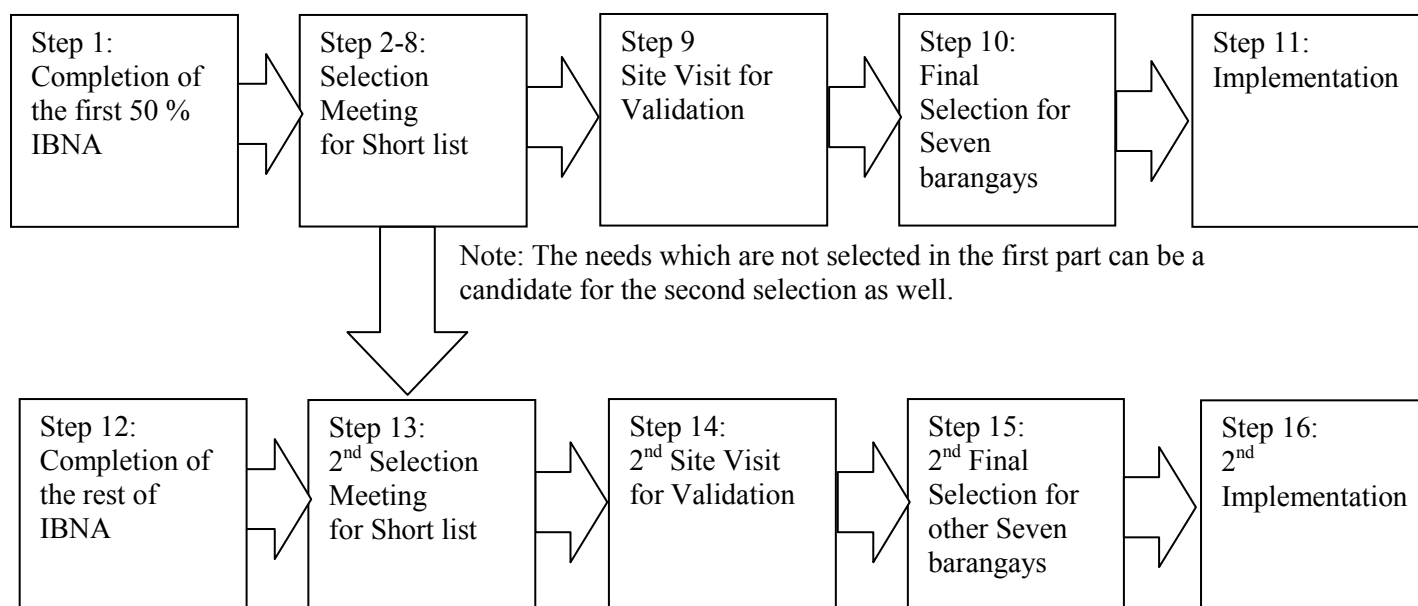 Step 1:
Completion of
the first 50 %
IBNA
Step 2-8:
Selection
Meeting
for Short list
Step 9
Site Visit for
Validation
Step 10:
Final
Selection for
Seven
barangays
Step 11:
Implementation
Note: The needs which are not selected in the first part can be a
candidate for the second selection as well.
Step 12:
Completion of
the rest of
IBNA
Step 13:
2nd Selection
Meeting
for Short list
Step 14:
2nd Site Visit
for Validation
Step 15:
2nd Final
Selection for
other Seven
barangays
Step 16:
2nd
Implementation